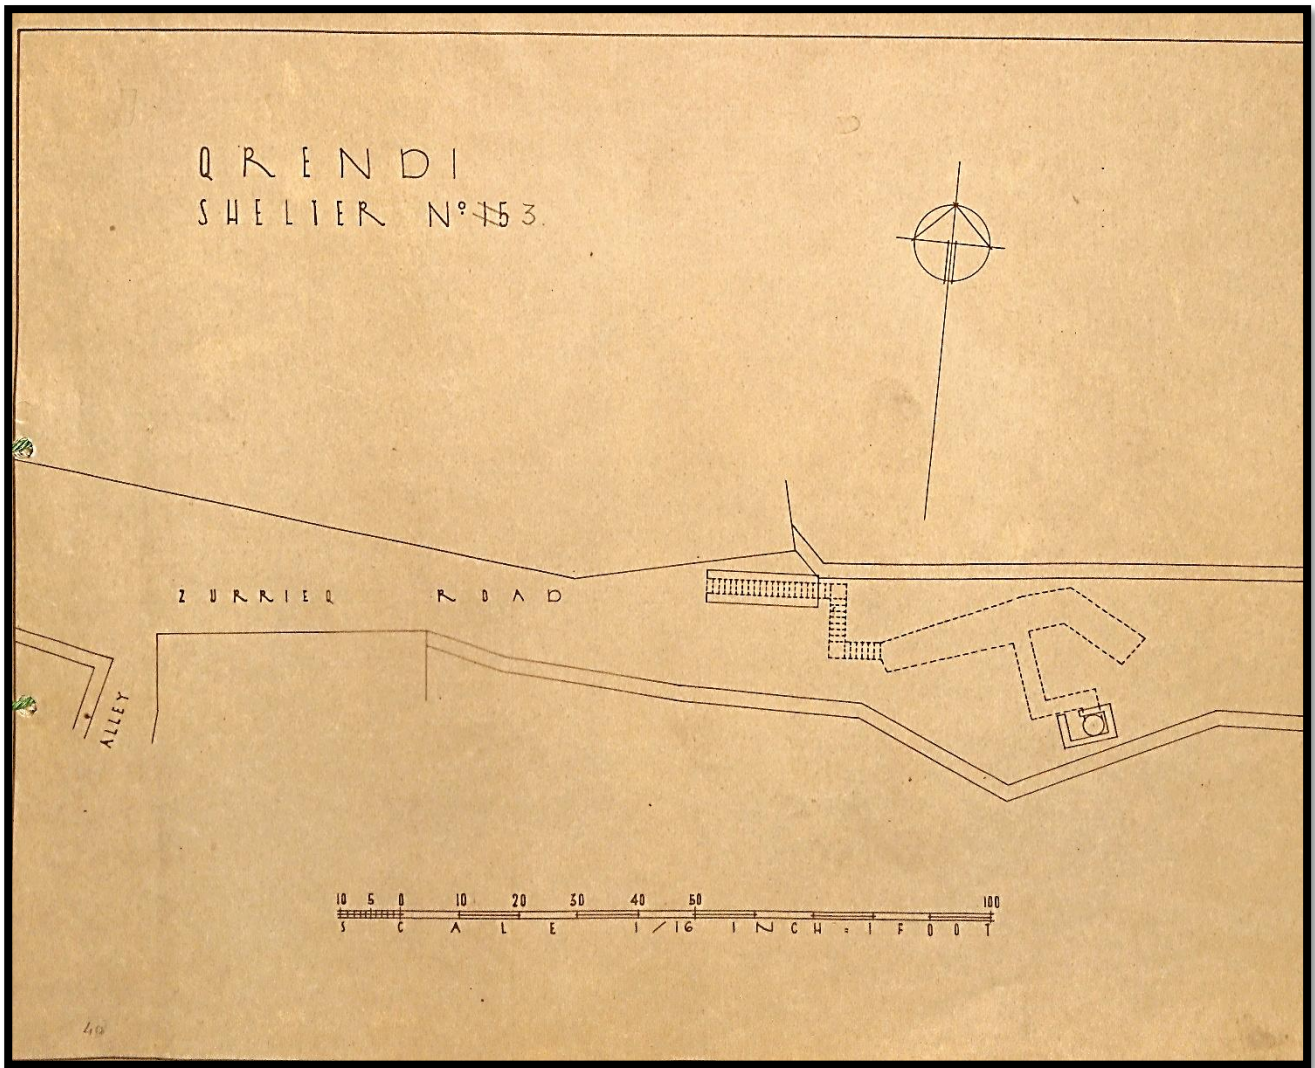 QRENDI
SHELTER Nº 153
ZURRIEQ ROAD
ALLEY
10 5 0 10 20 30 40 50 100
SCALE 1/16 INCH = 1 FOOT
40